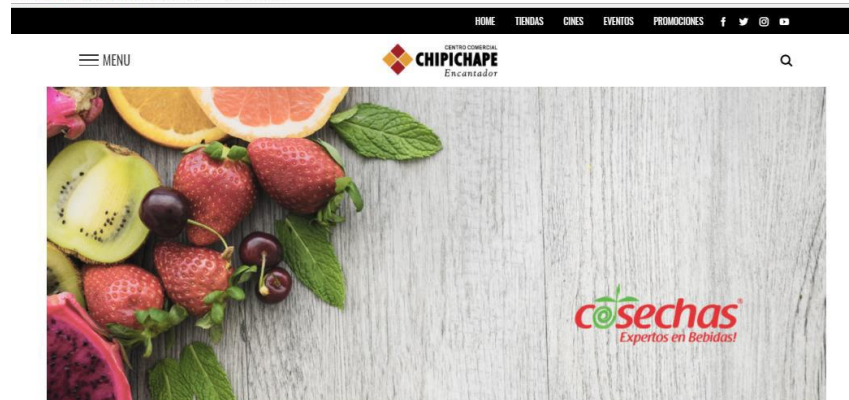 HOME TIENDAS CINES EVENTOS PROMOCIONES
MENU
CENTRO COMERCIAL
CHIPICHAPE
Encantador
cosechas®
Expertos en Bebidas!